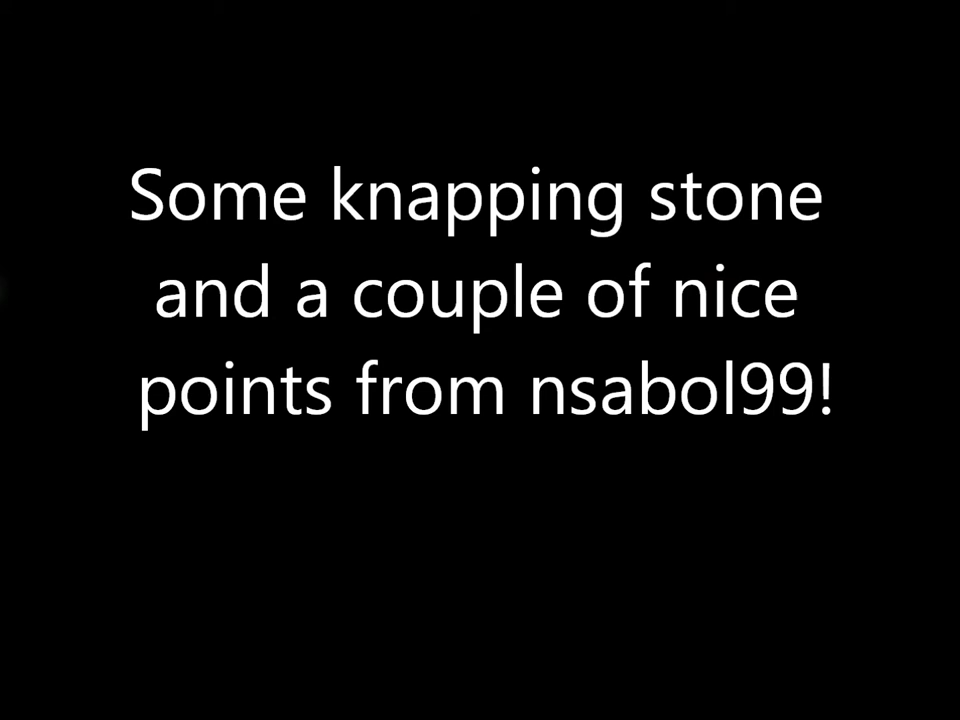 Some knapping stone
and a couple of nice
points from nsabol99!